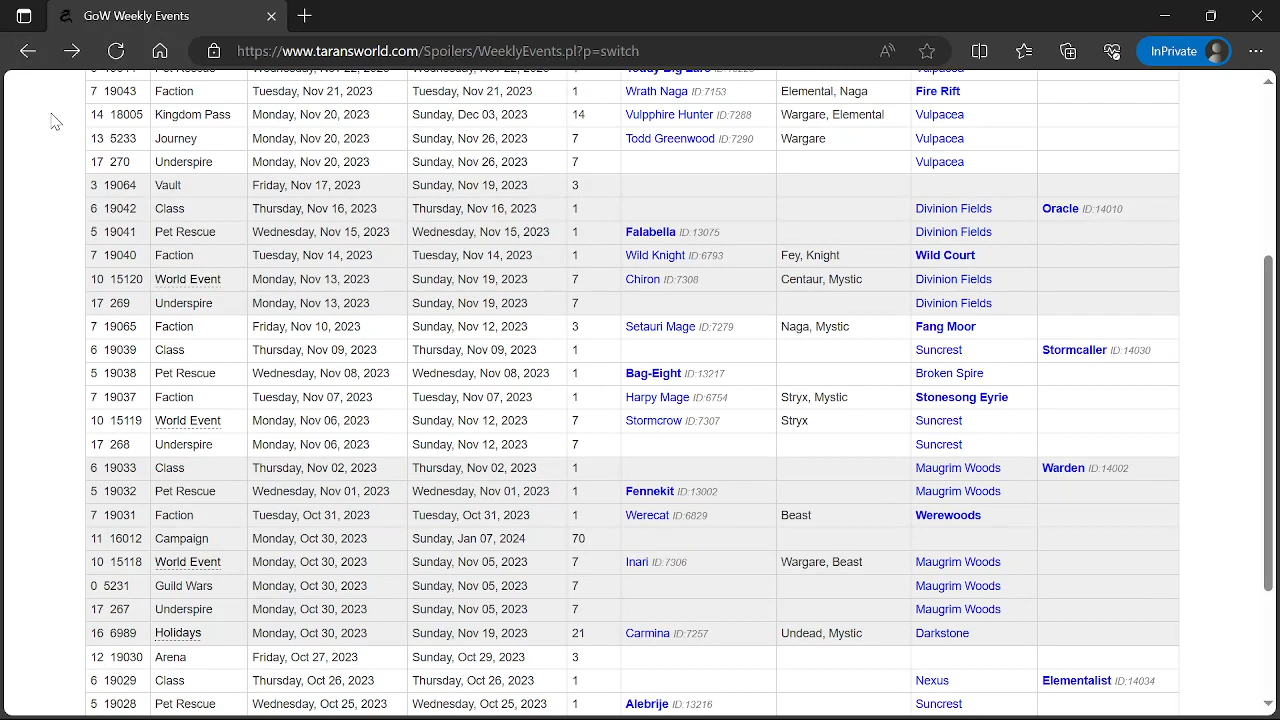 GoW Weekly Events
https://www.taransworld.com/Spoilers/WeeklyEvents.pl?p=switch
InPrivate
7 19043 Faction Tuesday, Nov 21, 2023 Tuesday, Nov 21, 2023 1 Wrath Naga ID:7153 Elemental, Naga Fire Rift
14 18005 Kingdom Pass Monday, Nov 20, 2023 Sunday, Dec 03, 2023 14 Vulpphire Hunter ID:7288 Wargare, Elemental Vulpacea
13 5233 Journey Monday, Nov 20, 2023 Sunday, Nov 26, 2023 7 Todd Greenwood ID:7290 Wargare Vulpacea
17 270 Underspire Monday, Nov 20, 2023 Sunday, Nov 26, 2023 7 Vulpacea
3 19064 Vault Friday, Nov 17, 2023 Sunday, Nov 19, 2023 3
6 19042 Class Thursday, Nov 16, 2023 Thursday, Nov 16, 2023 1 Divinion Fields Oracle ID:14010
5 19041 Pet Rescue Wednesday, Nov 15, 2023 Wednesday, Nov 15, 2023 1 Falabella ID:13075 Divinion Fields
7 19040 Faction Tuesday, Nov 14, 2023 Tuesday, Nov 14, 2023 1 Wild Knight ID:6793 Fey, Knight Wild Court
10 15120 World Event Monday, Nov 13, 2023 Sunday, Nov 19, 2023 7 Chiron ID:7308 Centaur, Mystic Divinion Fields
17 269 Underspire Monday, Nov 13, 2023 Sunday, Nov 19, 2023 7 Divinion Fields
7 19065 Faction Friday, Nov 10, 2023 Sunday, Nov 12, 2023 3 Setauri Mage ID:7279 Naga, Mystic Fang Moor
6 19039 Class Thursday, Nov 09, 2023 Thursday, Nov 09, 2023 1 Suncrest Stormcaller ID:14030
5 19038 Pet Rescue Wednesday, Nov 08, 2023 Wednesday, Nov 08, 2023 1 Bag-Eight ID:13217 Broken Spire
7 19037 Faction Tuesday, Nov 07, 2023 Tuesday, Nov 07, 2023 1 Harpy Mage ID:6754 Stryx, Mystic Stonesong Eyrie
10 15119 World Event Monday, Nov 06, 2023 Sunday, Nov 12, 2023 7 Stormcrow ID:7307 Stryx Suncrest
17 268 Underspire Monday, Nov 06, 2023 Sunday, Nov 12, 2023 7 Suncrest
6 19033 Class Thursday, Nov 02, 2023 Thursday, Nov 02, 2023 1 Maugrim Woods Warden ID:14002
5 19032 Pet Rescue Wednesday, Nov 01, 2023 Wednesday, Nov 01, 2023 1 Fennekit ID:13002 Maugrim Woods
7 19031 Faction Tuesday, Oct 31, 2023 Tuesday, Oct 31, 2023 1 Werecat ID:6829 Beast Werewoods
11 16012 Campaign Monday, Oct 30, 2023 Sunday, Jan 07, 2024 70
10 15118 World Event Monday, Oct 30, 2023 Sunday, Nov 05, 2023 7 Inari ID:7306 Wargare, Beast Maugrim Woods
0 5231 Guild Wars Monday, Oct 30, 2023 Sunday, Nov 05, 2023 7 Maugrim Woods
17 267 Underspire Monday, Oct 30, 2023 Sunday, Nov 05, 2023 7 Maugrim Woods
16 6989 Holidays Monday, Oct 30, 2023 Sunday, Nov 19, 2023 21 Carmina ID:7257 Undead, Mystic Darkstone
12 19030 Arena Friday, Oct 27, 2023 Sunday, Oct 29, 2023 3
6 19029 Class Thursday, Oct 26, 2023 Thursday, Oct 26, 2023 1 Nexus Elementalist ID:14034
5 19028 Pet Rescue Wednesday, Oct 25, 2023 Wednesday, Oct 25, 2023 1 Alebrije ID:13216 Suncrest